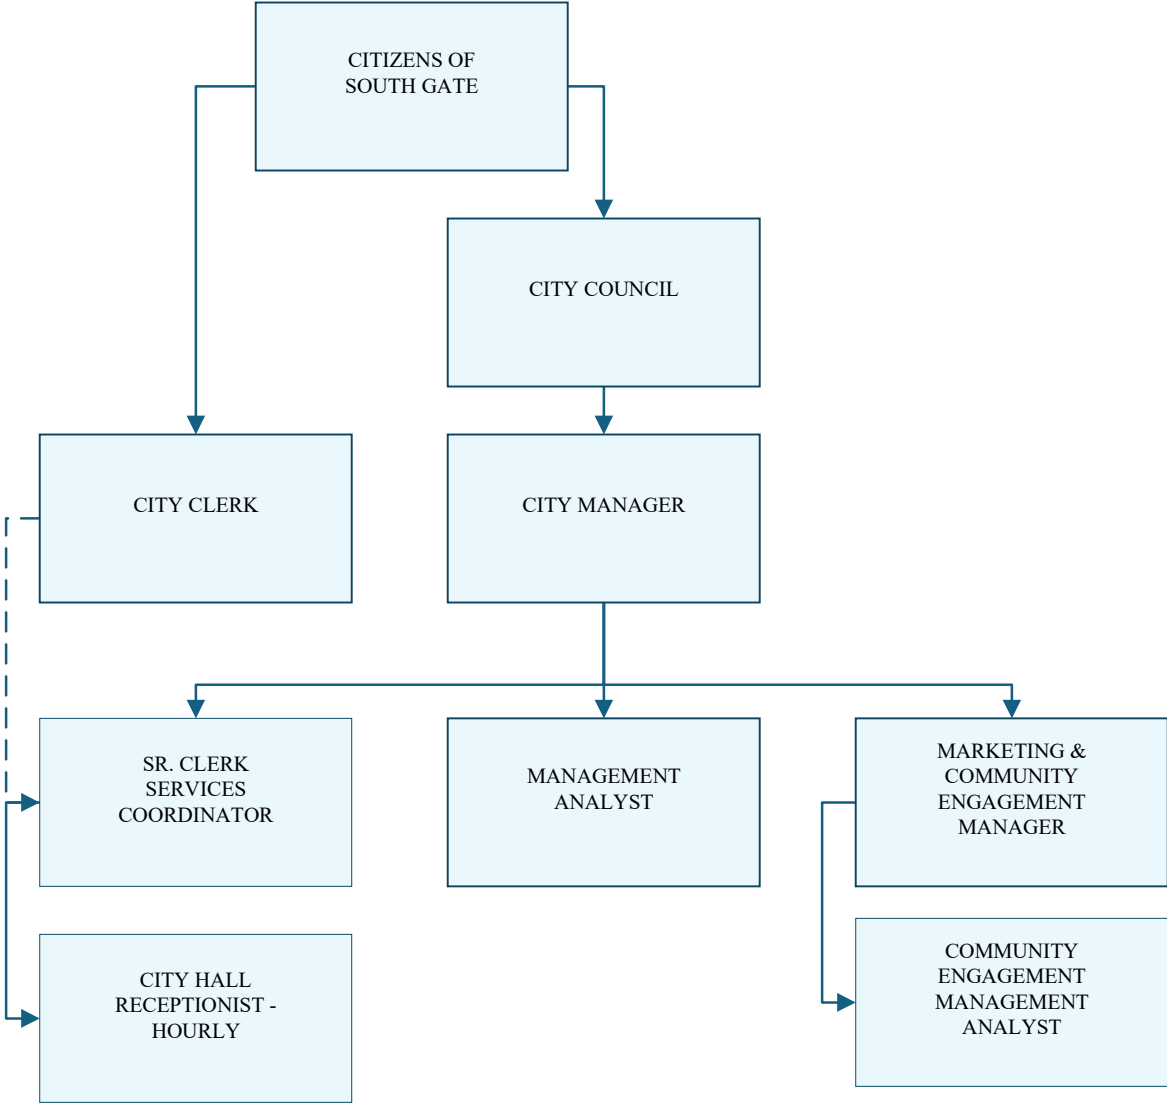 CITIZENS OF
SOUTH GATE
CITY COUNCIL
CITY CLERK
CITY MANAGER
SR. CLERK
SERVICES
COORDINATOR
MANAGEMENT
ANALYST
MARKETING &
COMMUNITY
ENGAGEMENT
MANAGER
CITY HALL
RECEPTIONIST -
HOURLY
COMMUNITY
ENGAGEMENT
MANAGEMENT
ANALYST